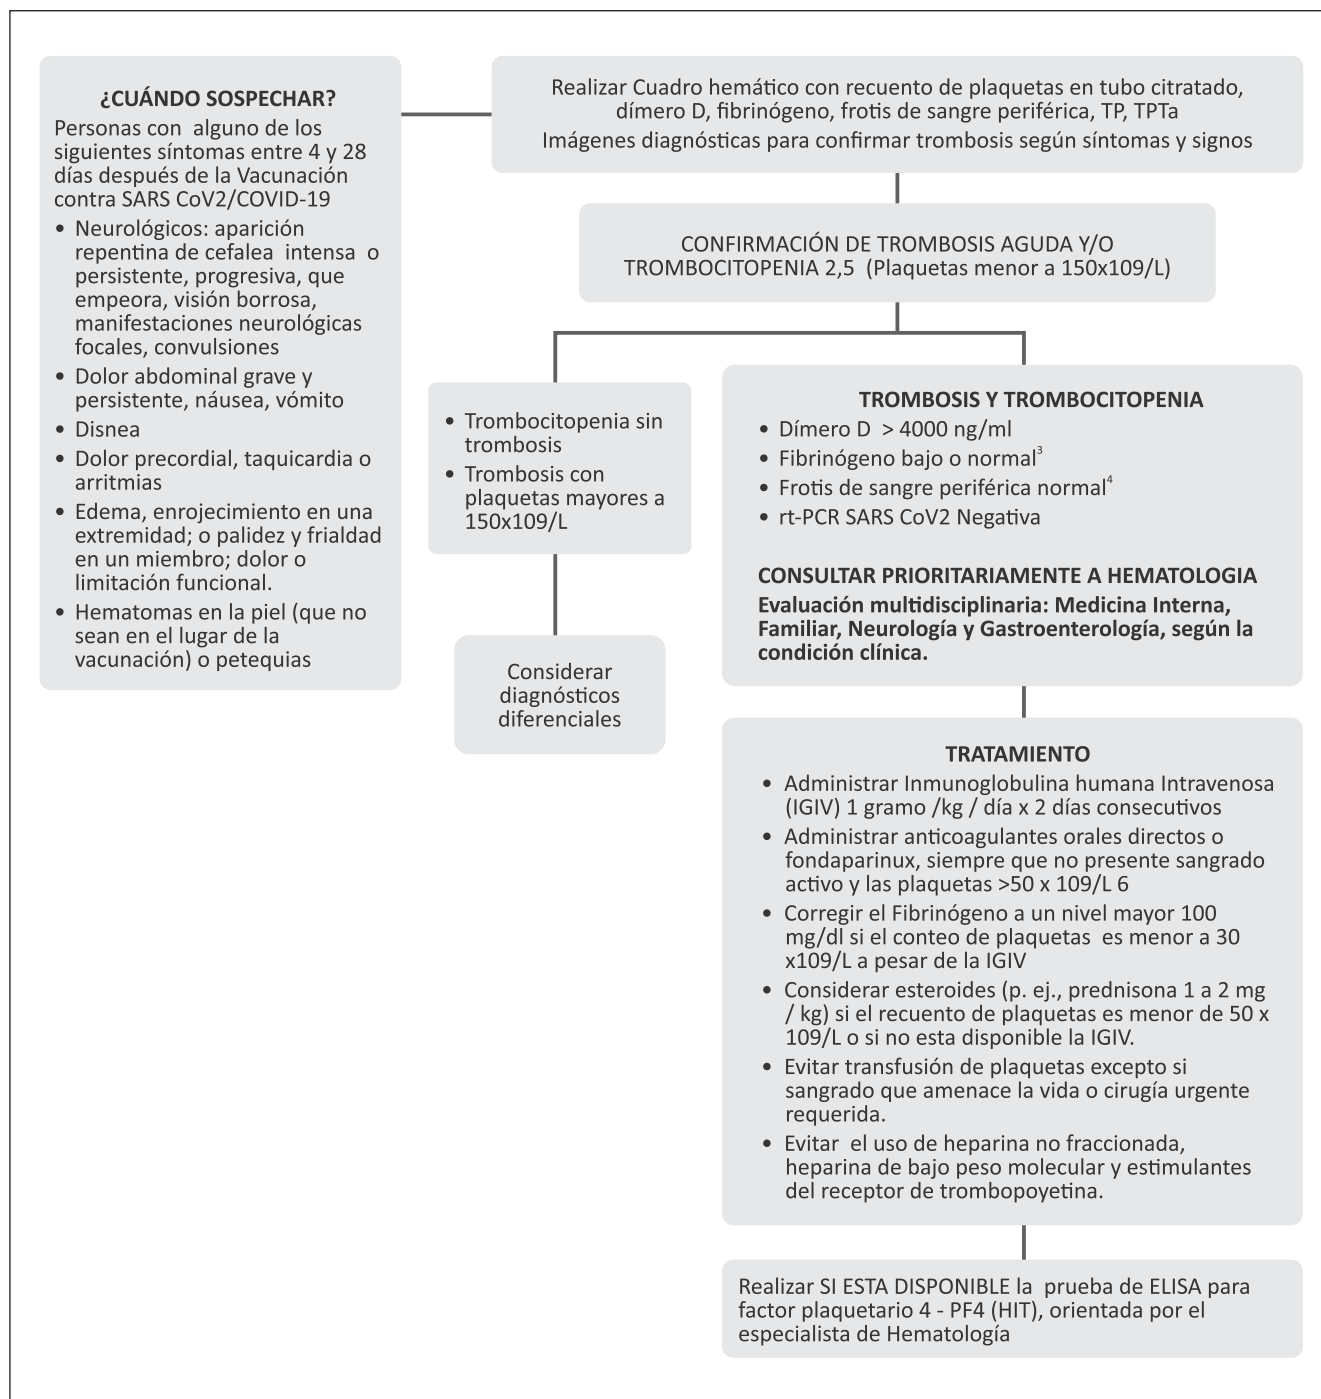 ¿CUÁNDO SOSPECHAR?
Personas con alguno de los
siguientes síntomas entre 4 y 28
días después de la Vacunación
contra SARS CoV2/COVID-19
• Neurológicos: aparición
repentina de cefalea intensa o
persistente, progresiva, que
empeora, visión borrosa,
manifestaciones neurológicas
focales, convulsiones
• Dolor abdominal grave y
persistente, náusea, vómito
• Disnea
• Dolor precordial, taquicardia o
arritmias
• Edema, enrojecimiento en una
extremidad; o palidez y frialdad
en un miembro; dolor o
limitación funcional.
• Hematomas en la piel (que no
sean en el lugar de la
vacunación) o petequias
Realizar Cuadro hemático con recuento de plaquetas en tubo citratado,
dímero D, fibrinógeno, frotis de sangre periférica, TP, TPTa
Imágenes diagnósticas para confirmar trombosis según síntomas y signos
CONFIRMACIÓN DE TROMBOSIS AGUDA Y/O
TROMBOCITOPENIA 2,5 (Plaquetas menor a 150x109/L)
• Trombocitopenia sin
trombosis
• Trombosis con
plaquetas mayores a
150x109/L
Considerar
diagnósticos
diferenciales
TROMBOSIS Y TROMBOCITOPENIA
• Dímero D > 4000 ng/ml
• Fibrinógeno bajo o normal³
• Frotis de sangre periférica normal⁴
• rt-PCR SARS CoV2 Negativa
CONSULTAR PRIORITARIAMENTE A HEMATOLOGIA
Evaluación multidisciplinaria: Medicina Interna,
Familiar, Neurología y Gastroenterología, según la
condición clínica.
TRATAMIENTO
• Administrar Inmunoglobulina humana Intravenosa
(IGIV) 1 gramo /kg / día x 2 días consecutivos
• Administrar anticoagulantes orales directos o
fondaparinux, siempre que no presente sangrado
activo y las plaquetas >50 x 109/L 6
• Corregir el Fibrinógeno a un nivel mayor 100
mg/dl si el conteo de plaquetas es menor a 30
x109/L a pesar de la IGIV
• Considerar esteroides (p. ej., prednisona 1 a 2 mg
/ kg) si el recuento de plaquetas es menor de 50 x
109/L o si no esta disponible la IGIV.
• Evitar transfusión de plaquetas excepto si
sangrado que amenace la vida o cirugía urgente
requerida.
• Evitar el uso de heparina no fraccionada,
heparina de bajo peso molecular y estimulantes
del receptor de trombopoyetina.
Realizar SI ESTA DISPONIBLE la prueba de ELISA para
factor plaquetario 4 - PF4 (HIT), orientada por el
especialista de Hematología